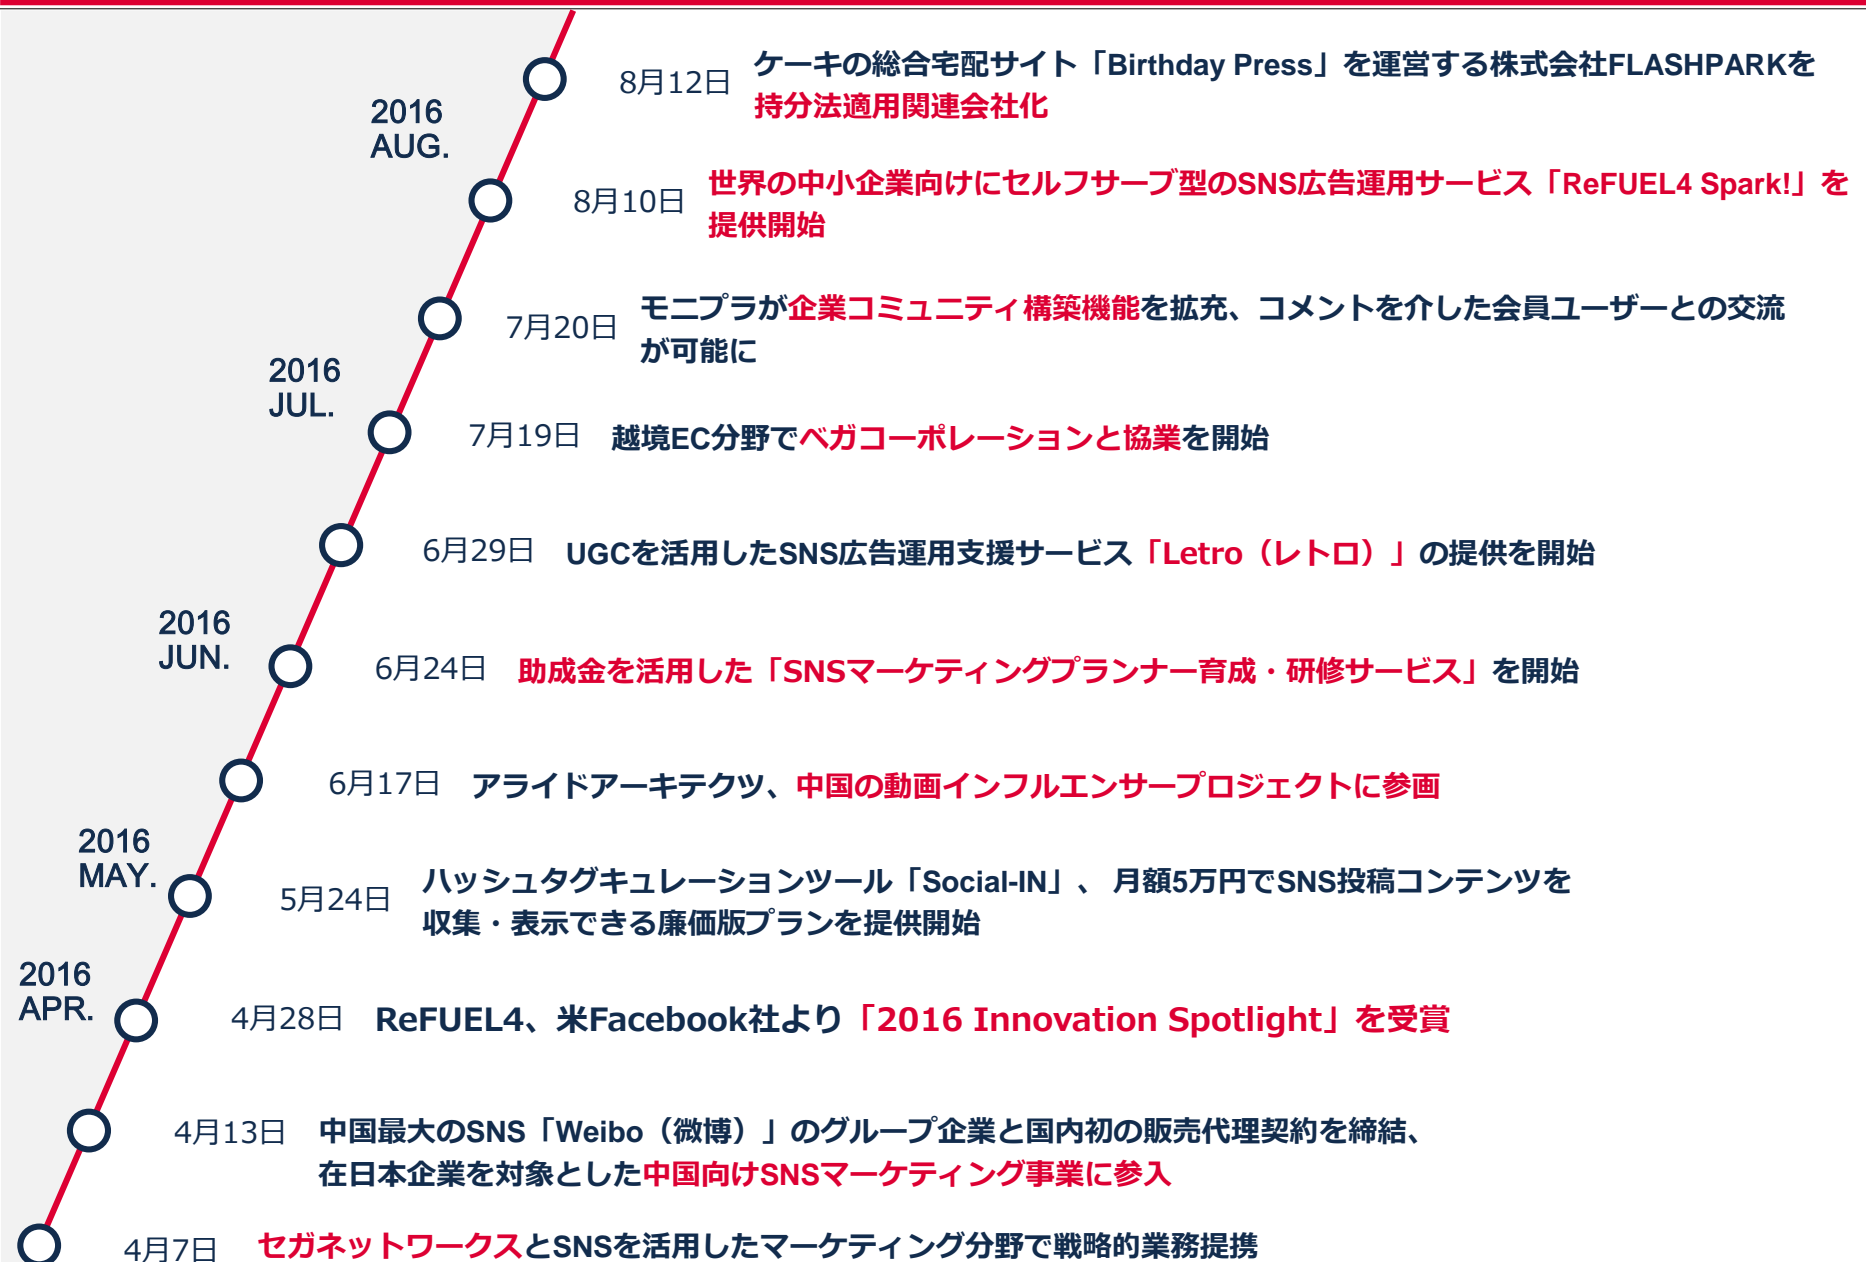 2016
AUG.
8月12日
ケーキの総合宅配サイト「Birthday Press」を運営する株式会社FLASHPARKを
持分法適用関連会社化
8月10日
世界の中小企業向けにセルフサーブ型のSNS広告運用サービス「ReFUEL4 Spark!」を
提供開始
2016
JUL.
7月20日
モニプラが企業コミュニティ構築機能を拡充、コメントを介した会員ユーザーとの交流
が可能に
7月19日
越境EC分野でベガコーポレーションと協業を開始
2016
JUN.
6月29日
UGCを活用したSNS広告運用支援サービス「Letro（レトロ）」の提供を開始
6月24日
助成金を活用した「SNSマーケティングプランナー育成・研修サービス」を開始
6月17日
アライドアーキテクツ、中国の動画インフルエンサープロジェクトに参画
2016
MAY.
5月24日
ハッシュタグキュレーションツール「Social-IN」、 月額5万円でSNS投稿コンテンツを
収集・表示できる廉価版プランを提供開始
2016
APR.
4月28日
ReFUEL4、米Facebook社より「2016 Innovation Spotlight」を受賞
4月13日
中国最大のSNS「Weibo（微博）」のグループ企業と国内初の販売代理契約を締結、
在日本企業を対象とした中国向けSNSマーケティング事業に参入
4月7日
セガネットワークスとSNSを活用したマーケティング分野で戦略的業務提携